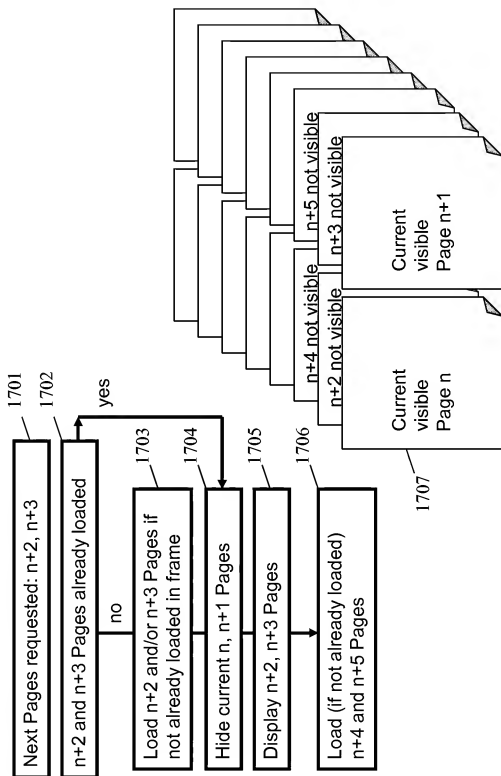 1701
Next Pages requested: n+2, n+3
1702
n+2 and n+3 Pages already loaded
yes
no
1703
Load n+2 and/or n+3 Pages if
not already loaded in frame
1704
Hide current n, n+1 Pages
1705
Display n+2, n+3 Pages
1706
Load (if not already loaded)
n+4 and n+5 Pages
n+4 not visible
n+5 not visible
n+2 not visible
n+3 not visible
Current
visible
Page n
Current
visible
Page n+1
1707